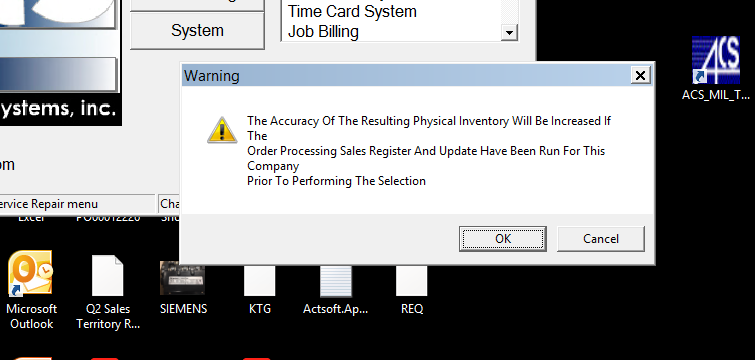 Time Card System
System
Job Billing
Warning
ystems, inc.
The Accuracy Of The Resulting Physical Inventory Will Be Increased If
The
Order Processing Sales Register And Update Have Been Run For This
Company
Prior To Performing The Selection
ACS
ACS_MIL_T...
om
ervice Repair menu
Cha
OK
Cancel
Excel
PO00012226
Microsoft
Outlook
Q2 Sales
Territory R...
SIEMENS
KTG
Actsoft.Ap...
REQ